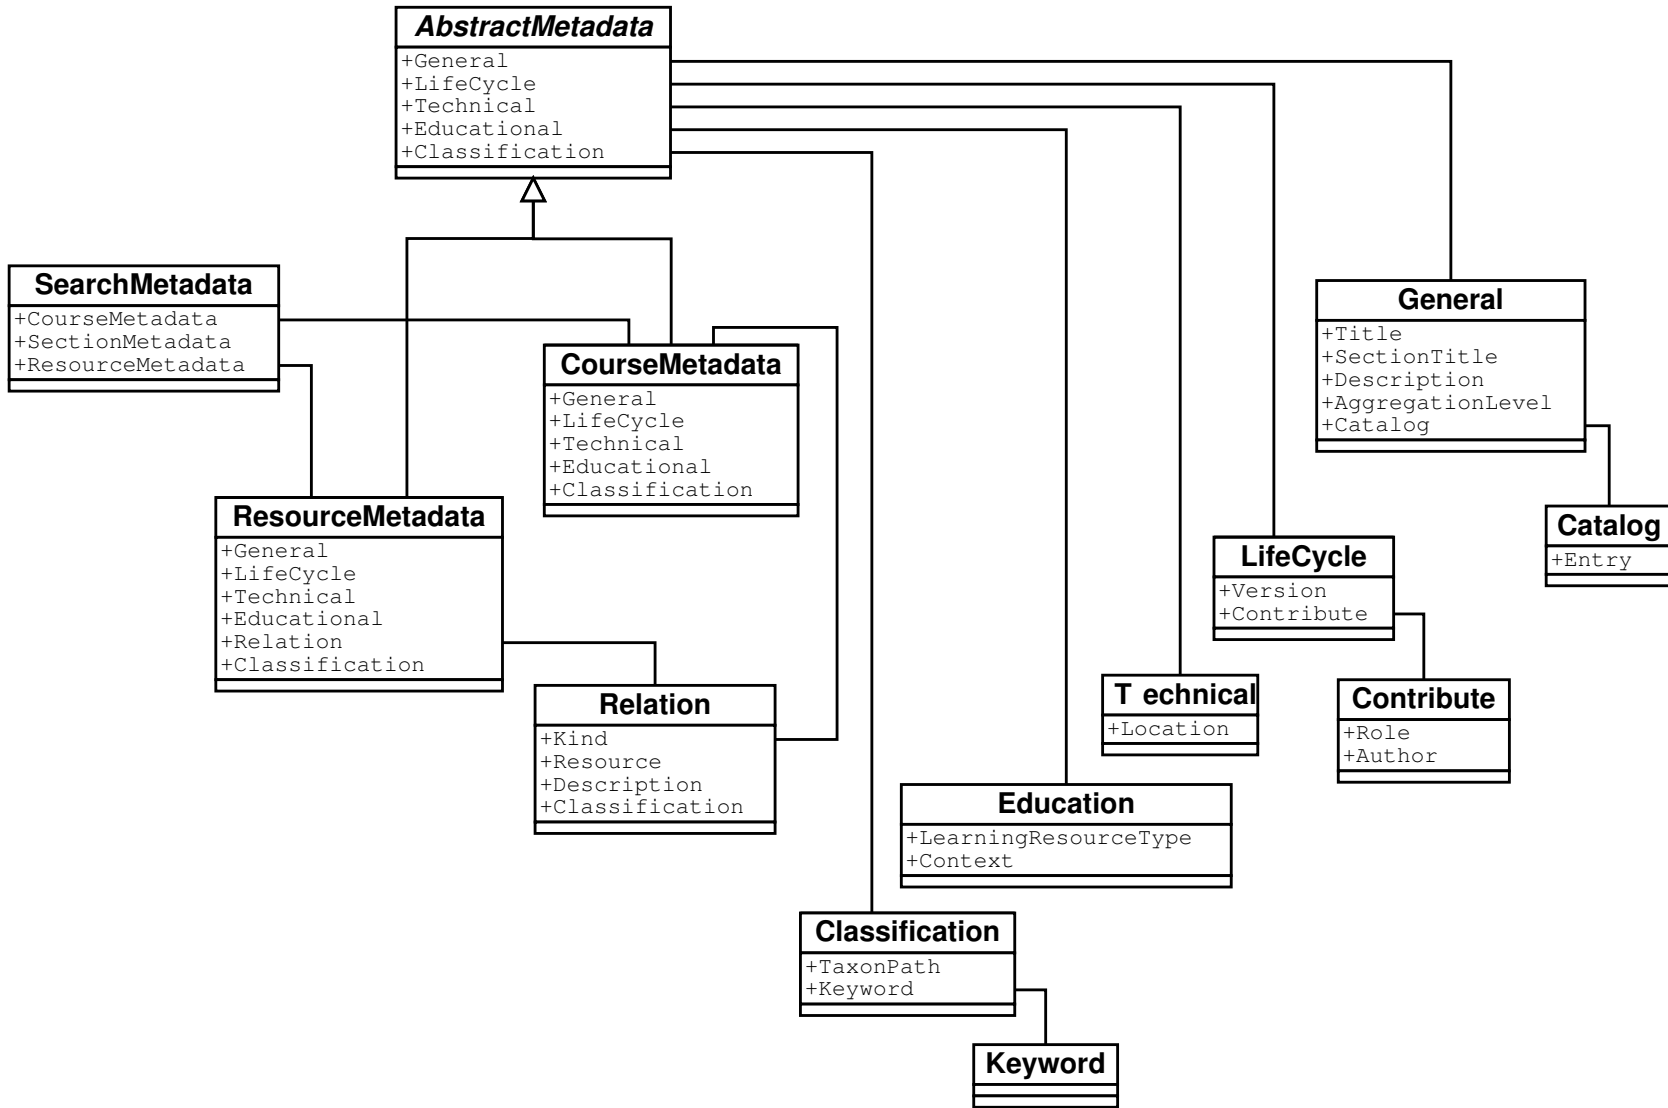 AbstractMetadata
+General
+LifeCycle
+Technical
+Educational
+Classification
SearchMetadata
+CourseMetadata
+SectionMetadata
+ResourceMetadata
CourseMetadata
+General
+LifeCycle
+Technical
+Educational
+Classification
General
+Title
+SectionTitle
+Description
+AggregationLevel
+Catalog
ResourceMetadata
+General
+LifeCycle
+Technical
+Educational
+Relation
+Classification
Catalog
+Entry
LifeCycle
+Version
+Contribute
Relation
+Kind
+Resource
+Description
+Classification
T echnical
+Location
Contribute
+Role
+Author
Education
+LearningResourceType
+Context
Classification
+TaxonPath
+Keyword
Keyword